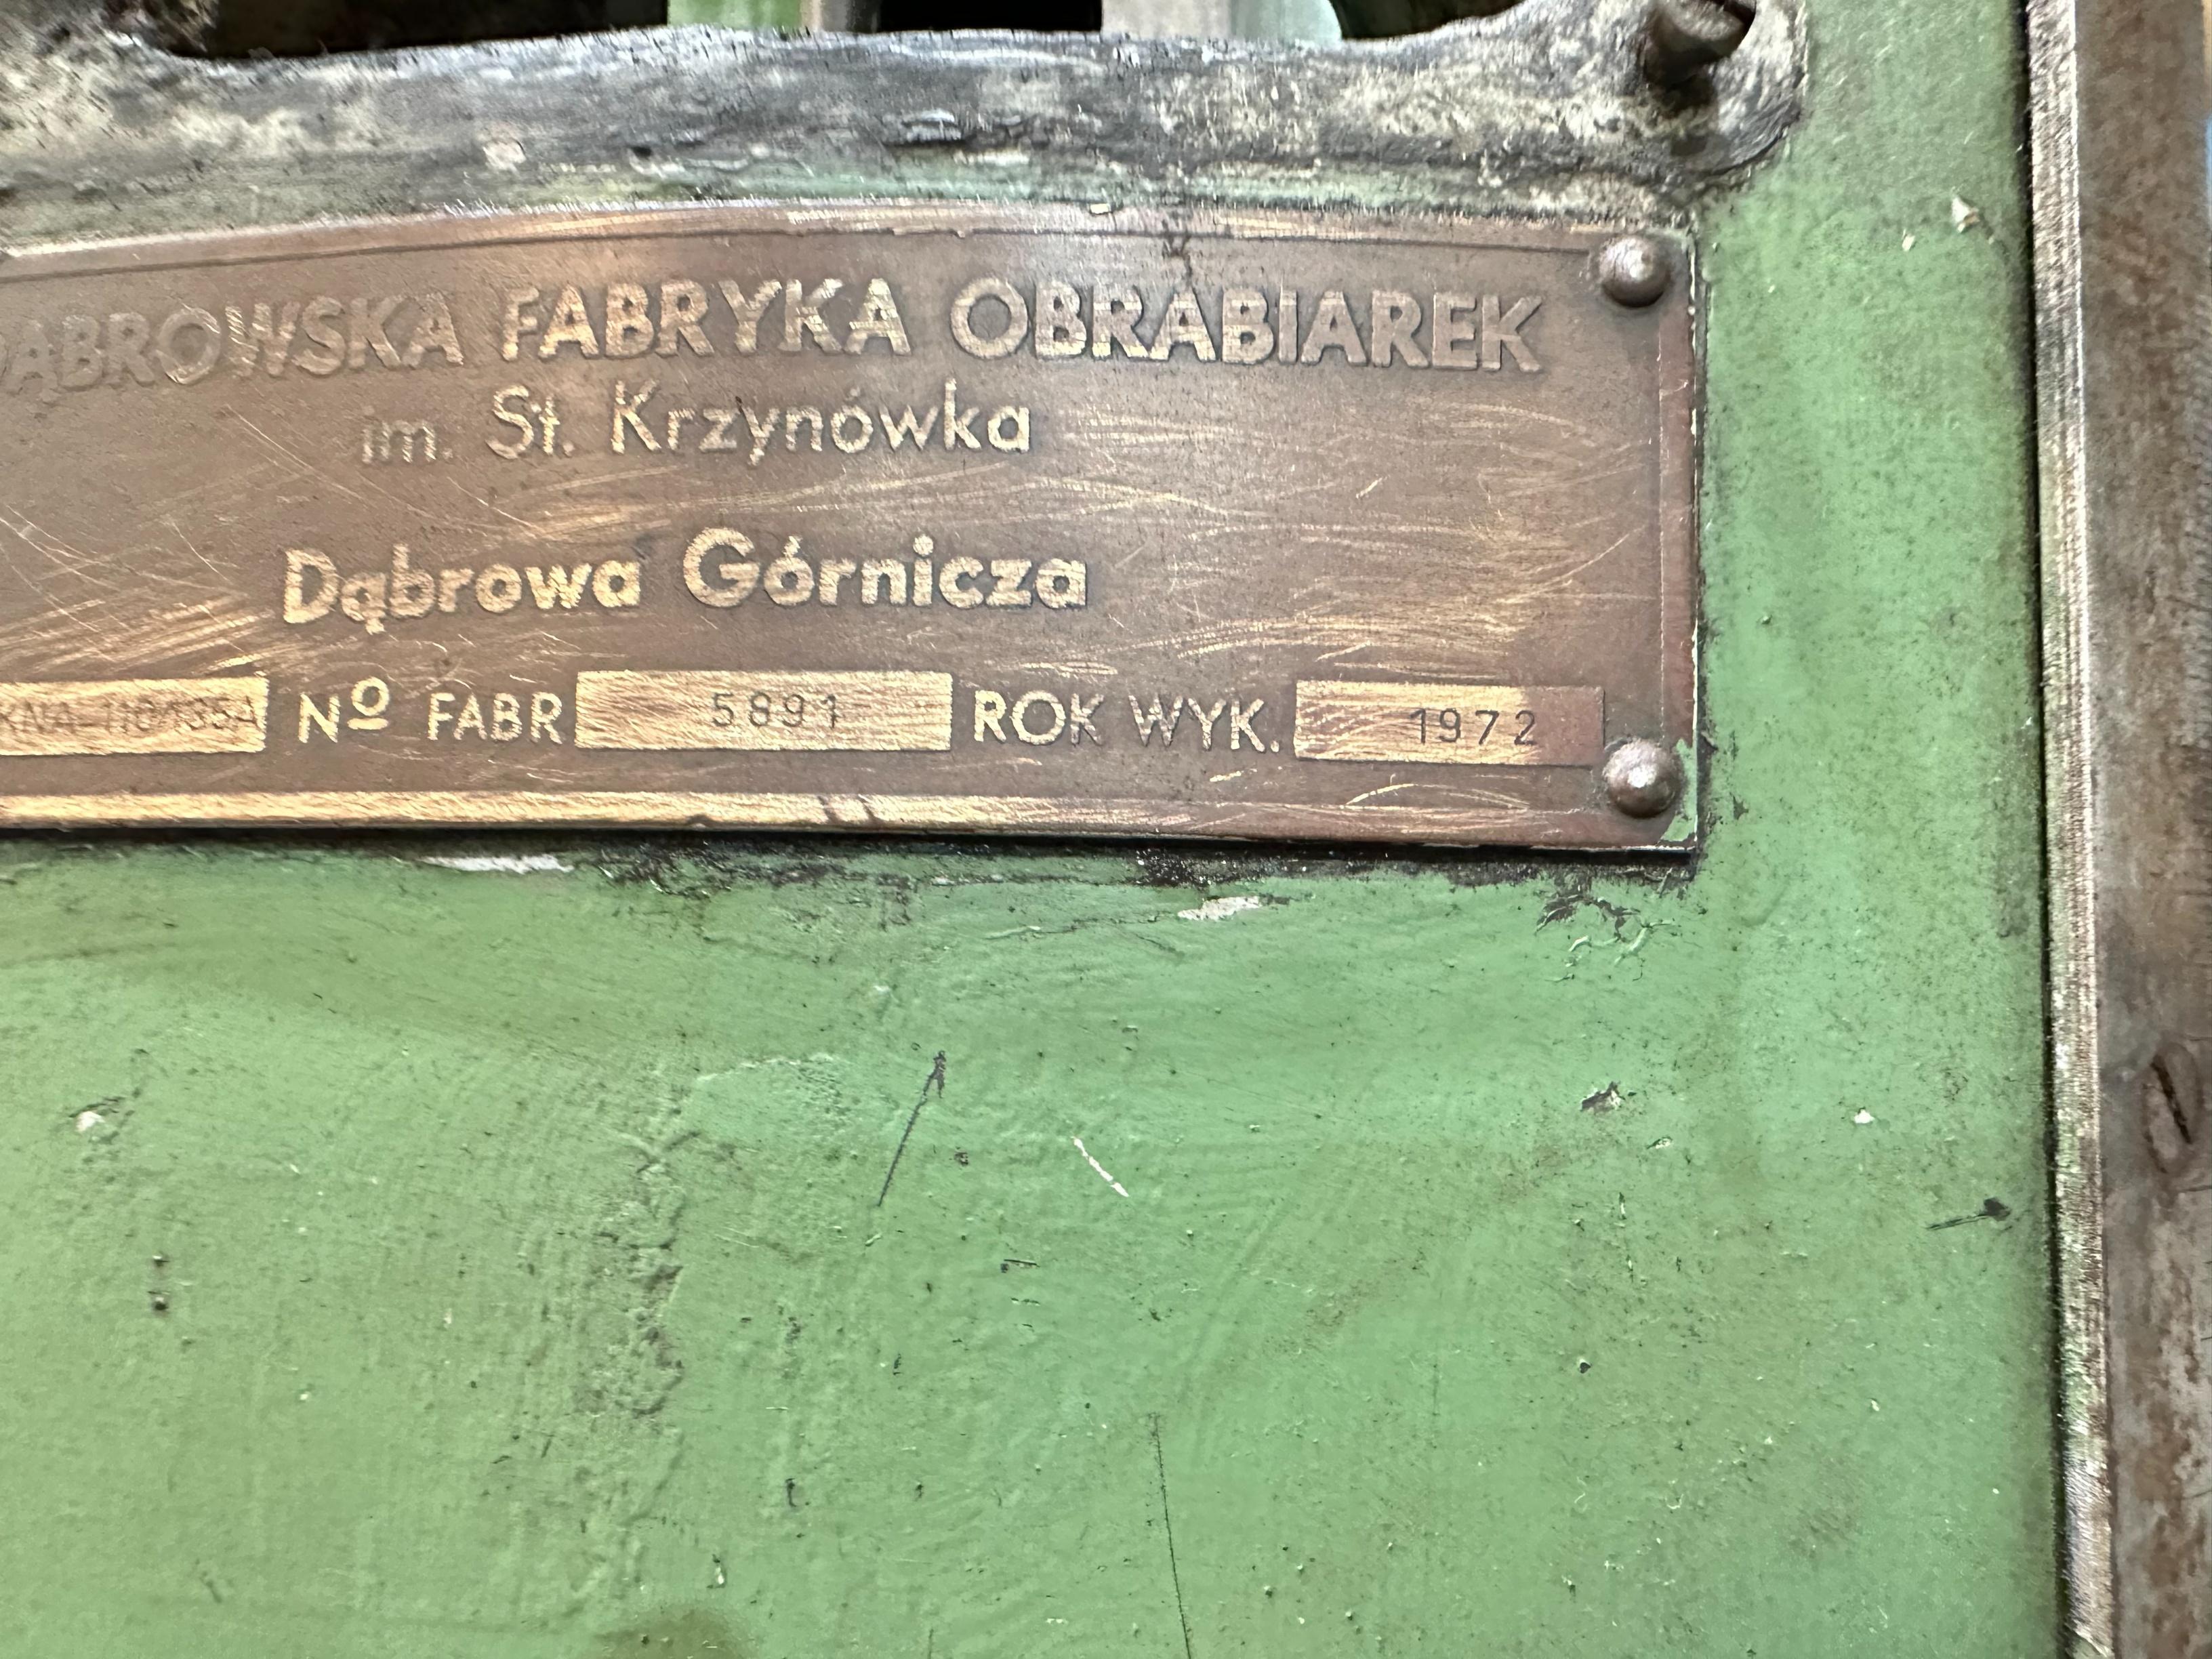 DĄBROWSKA FABRYKA OBRABIAREK
im. St. Krzynówka
Dąbrowa Górnicza
Nº FABR 5891 ROK WYK. 1972